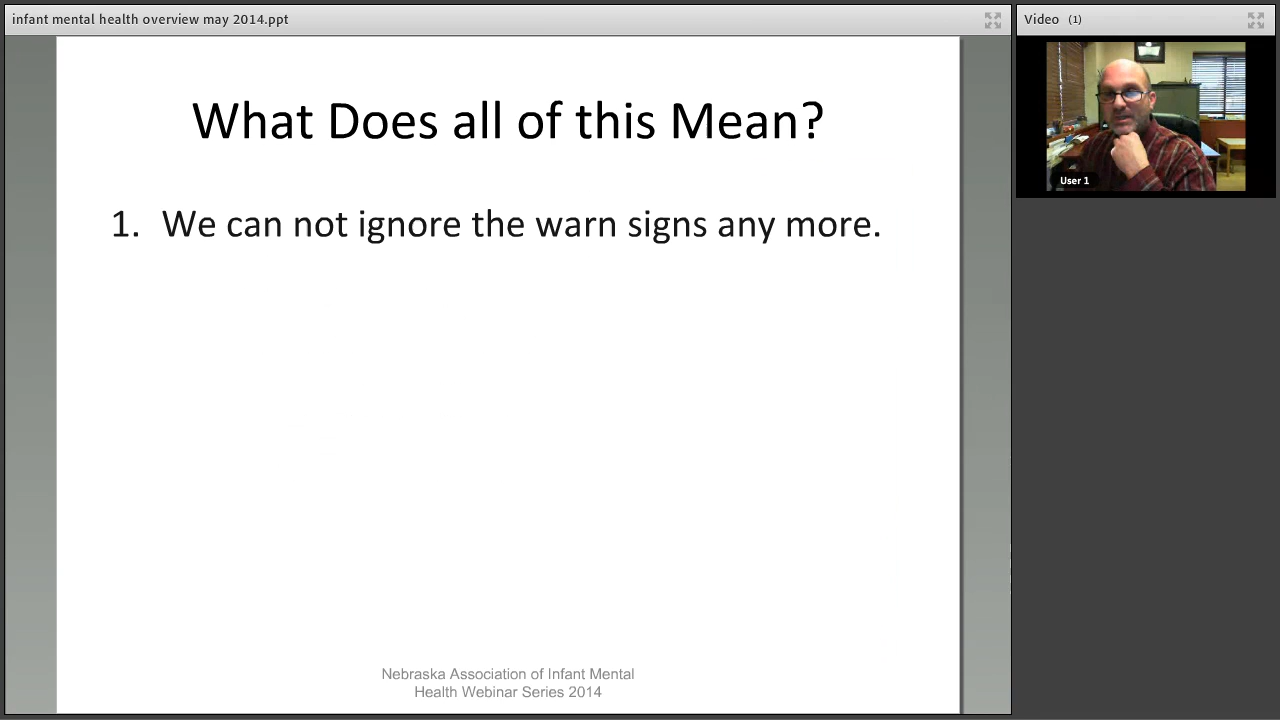 infant mental health overview may 2014.ppt
Video (1)
What Does all of this Mean?
1. We can not ignore the warn signs any more.
User 1
Nebraska Association of Infant Mental
Health Webinar Series 2014